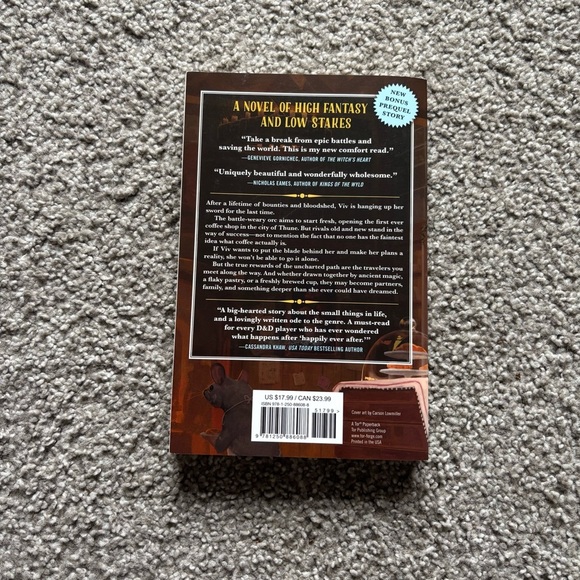 NEW
BONUS
PREQUEL
STORY
A NOVEL OF HIGH FANTASY
AND LOW STAKES
“Take a break from epic battles and
saving the world. This is my new comfort read.”
—GENEVIEVE GORNICHEC, AUTHOR OF THE WITCH'S HEART
“Uniquely beautiful and wonderfully wholesome.”
—NICHOLAS EAMES, AUTHOR OF KINGS OF THE WYLD
After a lifetime of bounties and bloodshed, Viv is hanging up her
sword for the last time.
The battle-weary orc aims to start fresh, opening the first ever
coffee shop in the city of Thune. But rivals old and new stand in the
way of success—not to mention the fact that no one has the faintest
idea what coffee actually is.
If Viv wants to put the blade behind her and make her plans a
reality, she won't be able to go it alone.
But the true rewards of the uncharted path are the travelers you
meet along the way. And whether drawn together by ancient magic,
a flaky pastry, or a freshly brewed cup, they may become partners,
family, and something deeper than she ever could have dreamed.
“A big-hearted story about the small things in life,
and a lovingly written ode to the genre. A must-read
for every D&D player who has ever wondered
what happens after ‘happily ever after.’”
—CASSANDRA KHAW, USA TODAY BESTSELLING AUTHOR
US $17.99 / CAN $23.99
ISBN 978-1-250-88608-8
51799>
9 781250 886088
Cover art by Carson Lowmiller
A Tor® Paperback
Tor Publishing Group
www.tor-forge.com
Printed in the USA